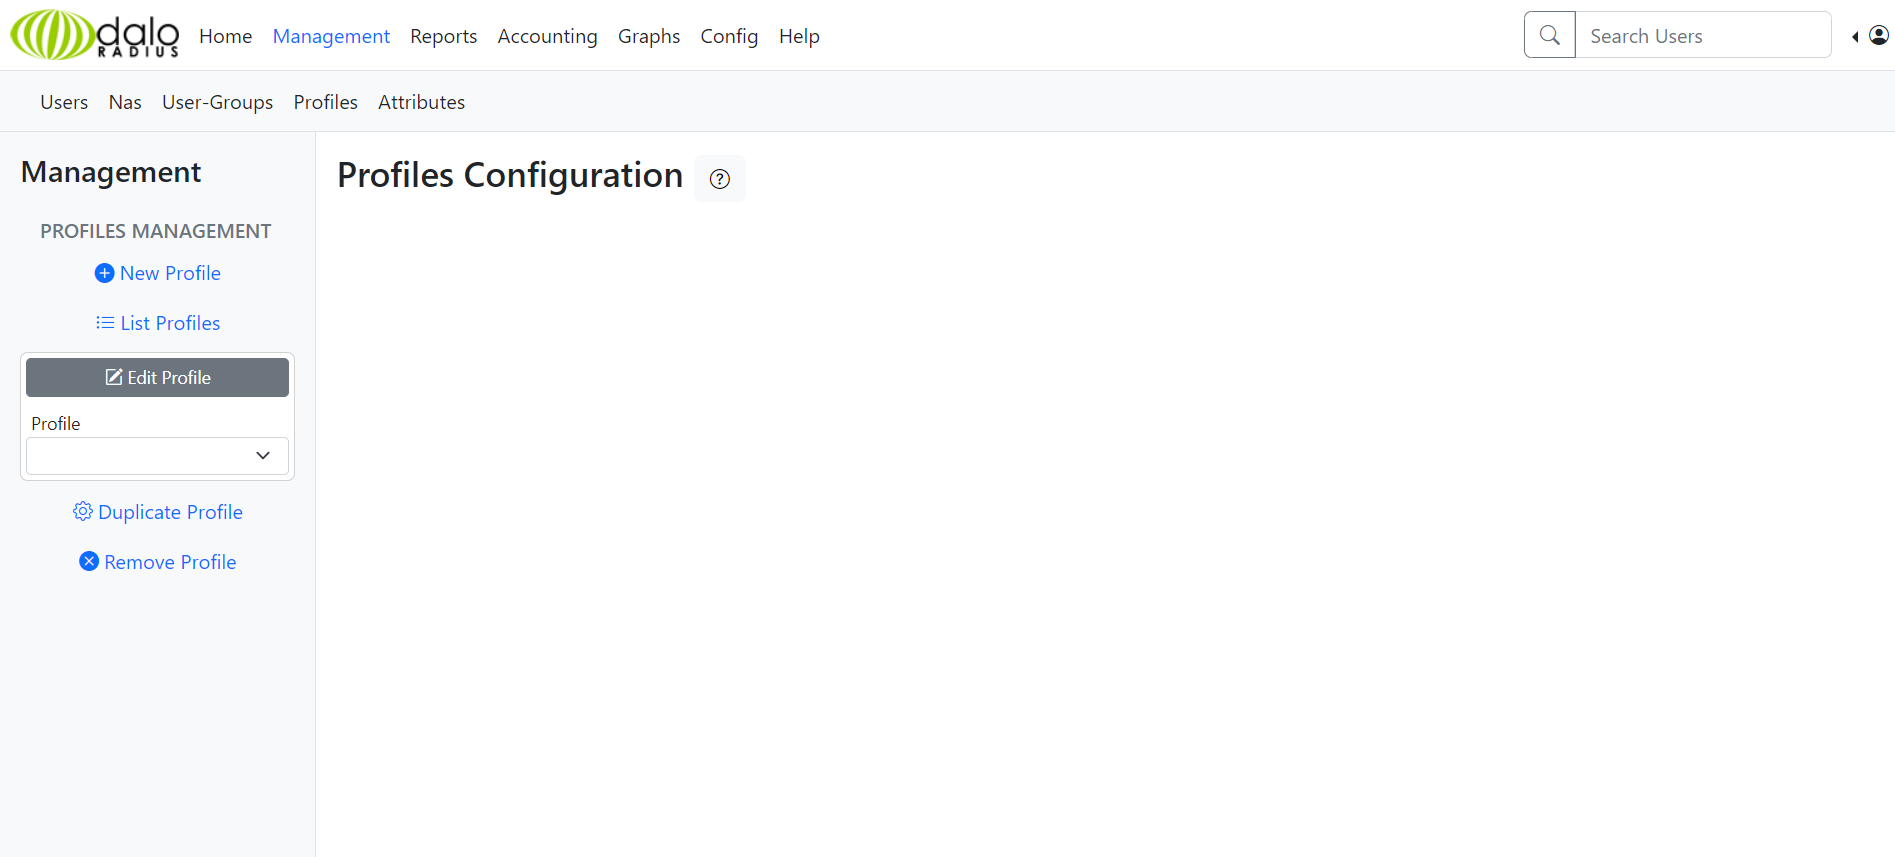 dalo
RADIUS
Home Management Reports Accounting Graphs Config Help
Search Users
Users Nas User-Groups Profiles Attributes
Management
Profiles Configuration
PROFILES MANAGEMENT
New Profile
List Profiles
Edit Profile
Profile
Duplicate Profile
Remove Profile